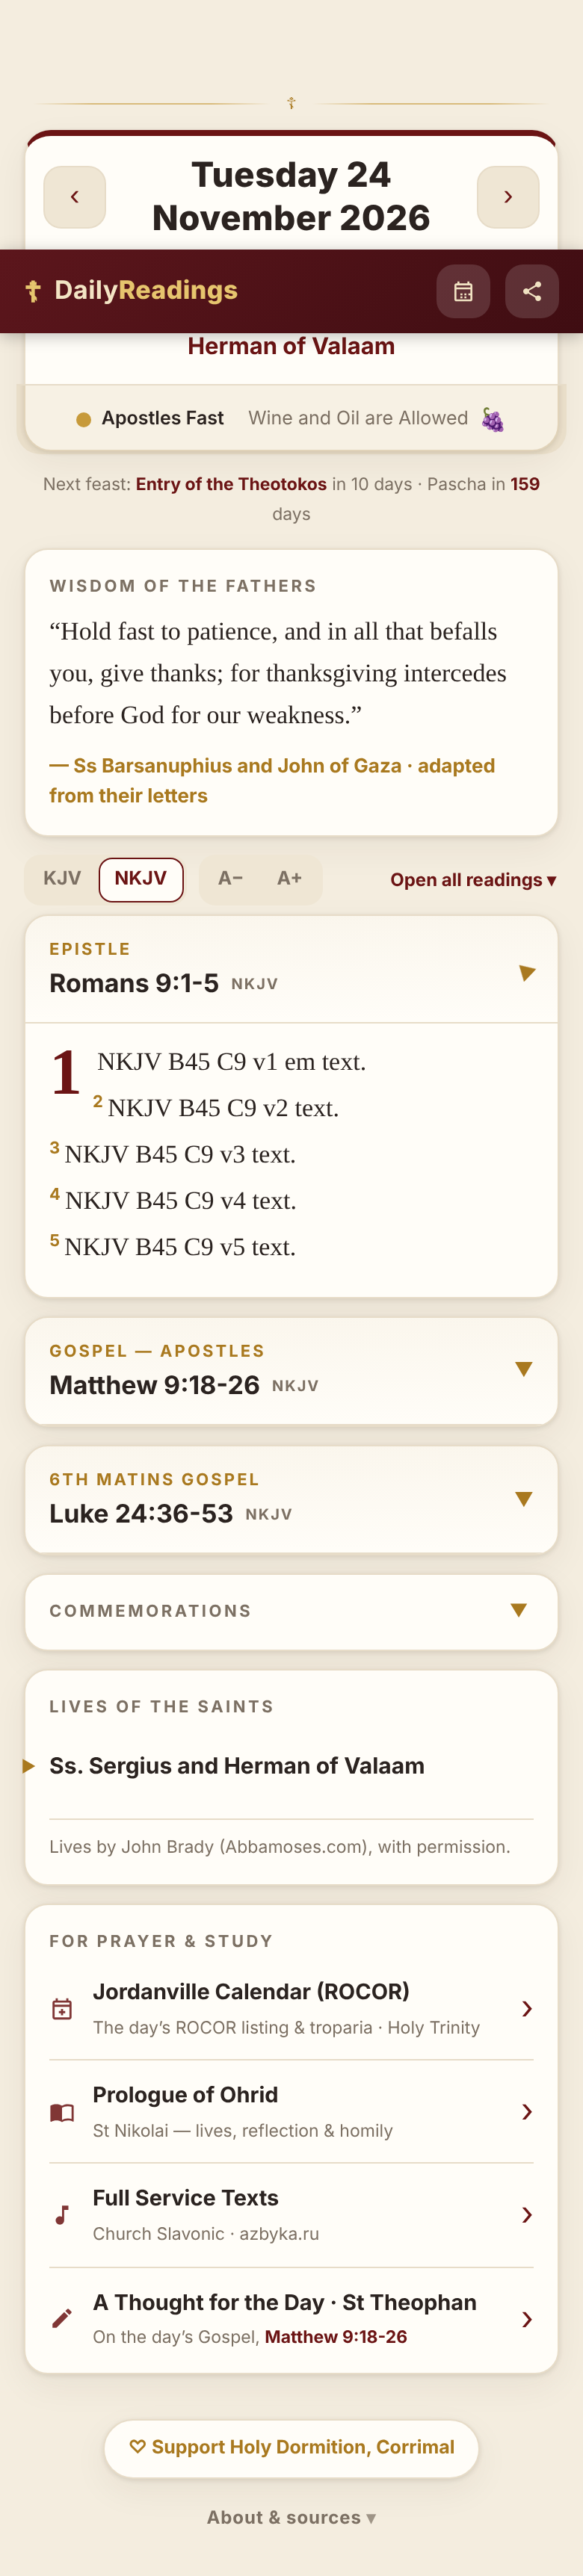 Tuesday 24
November 2026
DailyReadings
Herman of Valaam
Apostles Fast Wine and Oil are Allowed
Next feast: Entry of the Theotokos in 10 days · Pascha in 159
days
WISDOM OF THE FATHERS
“Hold fast to patience, and in all that befalls
you, give thanks; for thanksgiving intercedes
before God for our weakness.”
— Ss Barsanuphius and John of Gaza · adapted
from their letters
KJV NKJV A− A+ Open all readings ▾
EPISTLE
Romans 9:1-5 NKJV
1 NKJV B45 C9 v1 em text.
2 NKJV B45 C9 v2 text.
3 NKJV B45 C9 v3 text.
4 NKJV B45 C9 v4 text.
5 NKJV B45 C9 v5 text.
GOSPEL — APOSTLES
Matthew 9:18-26 NKJV
6TH MATINS GOSPEL
Luke 24:36-53 NKJV
COMMEMORATIONS
LIVES OF THE SAINTS
Ss. Sergius and Herman of Valaam
Lives by John Brady (Abbamoses.com), with permission.
FOR PRAYER & STUDY
Jordanville Calendar (ROCOR)
The day’s ROCOR listing & troparia · Holy Trinity
Prologue of Ohrid
St Nikolai — lives, reflection & homily
Full Service Texts
Church Slavonic · azbyka.ru
A Thought for the Day · St Theophan
On the day’s Gospel, Matthew 9:18-26
♡ Support Holy Dormition, Corrimal
About & sources ▾